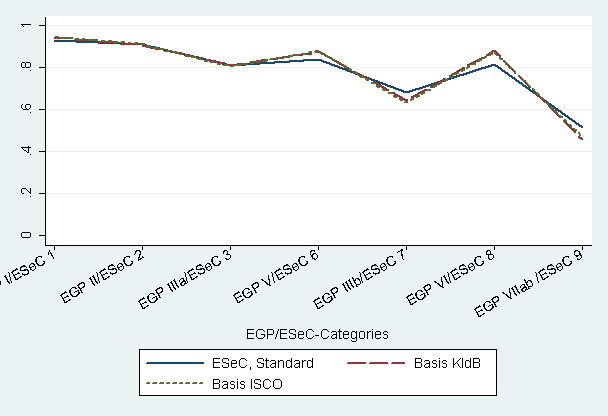 1
.8
.6
.4
.2
0
I/ESeC 1
EGP II/ESeC 2
EGP IIIa/ESeC 3
EGP V/ESeC 6
EGP IIIb/ESeC 7
EGP VI/ESeC 8
EGP VIIab /ESeC 9
EGP/ESeC-Categories
ESeC, Standard
Basis KldB
Basis ISCO